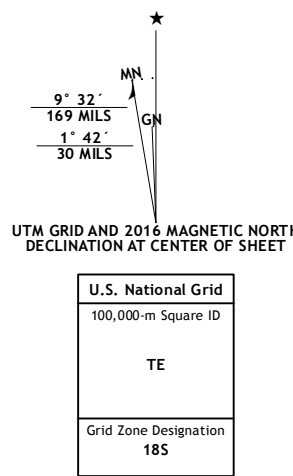 MN
GN
9° 32´
169 MILS
1° 42´
30 MILS
UTM GRID AND 2016 MAGNETIC NORTH
DECLINATION AT CENTER OF SHEET
U.S. National Grid
100,000-m Square ID
TE
Grid Zone Designation
18S